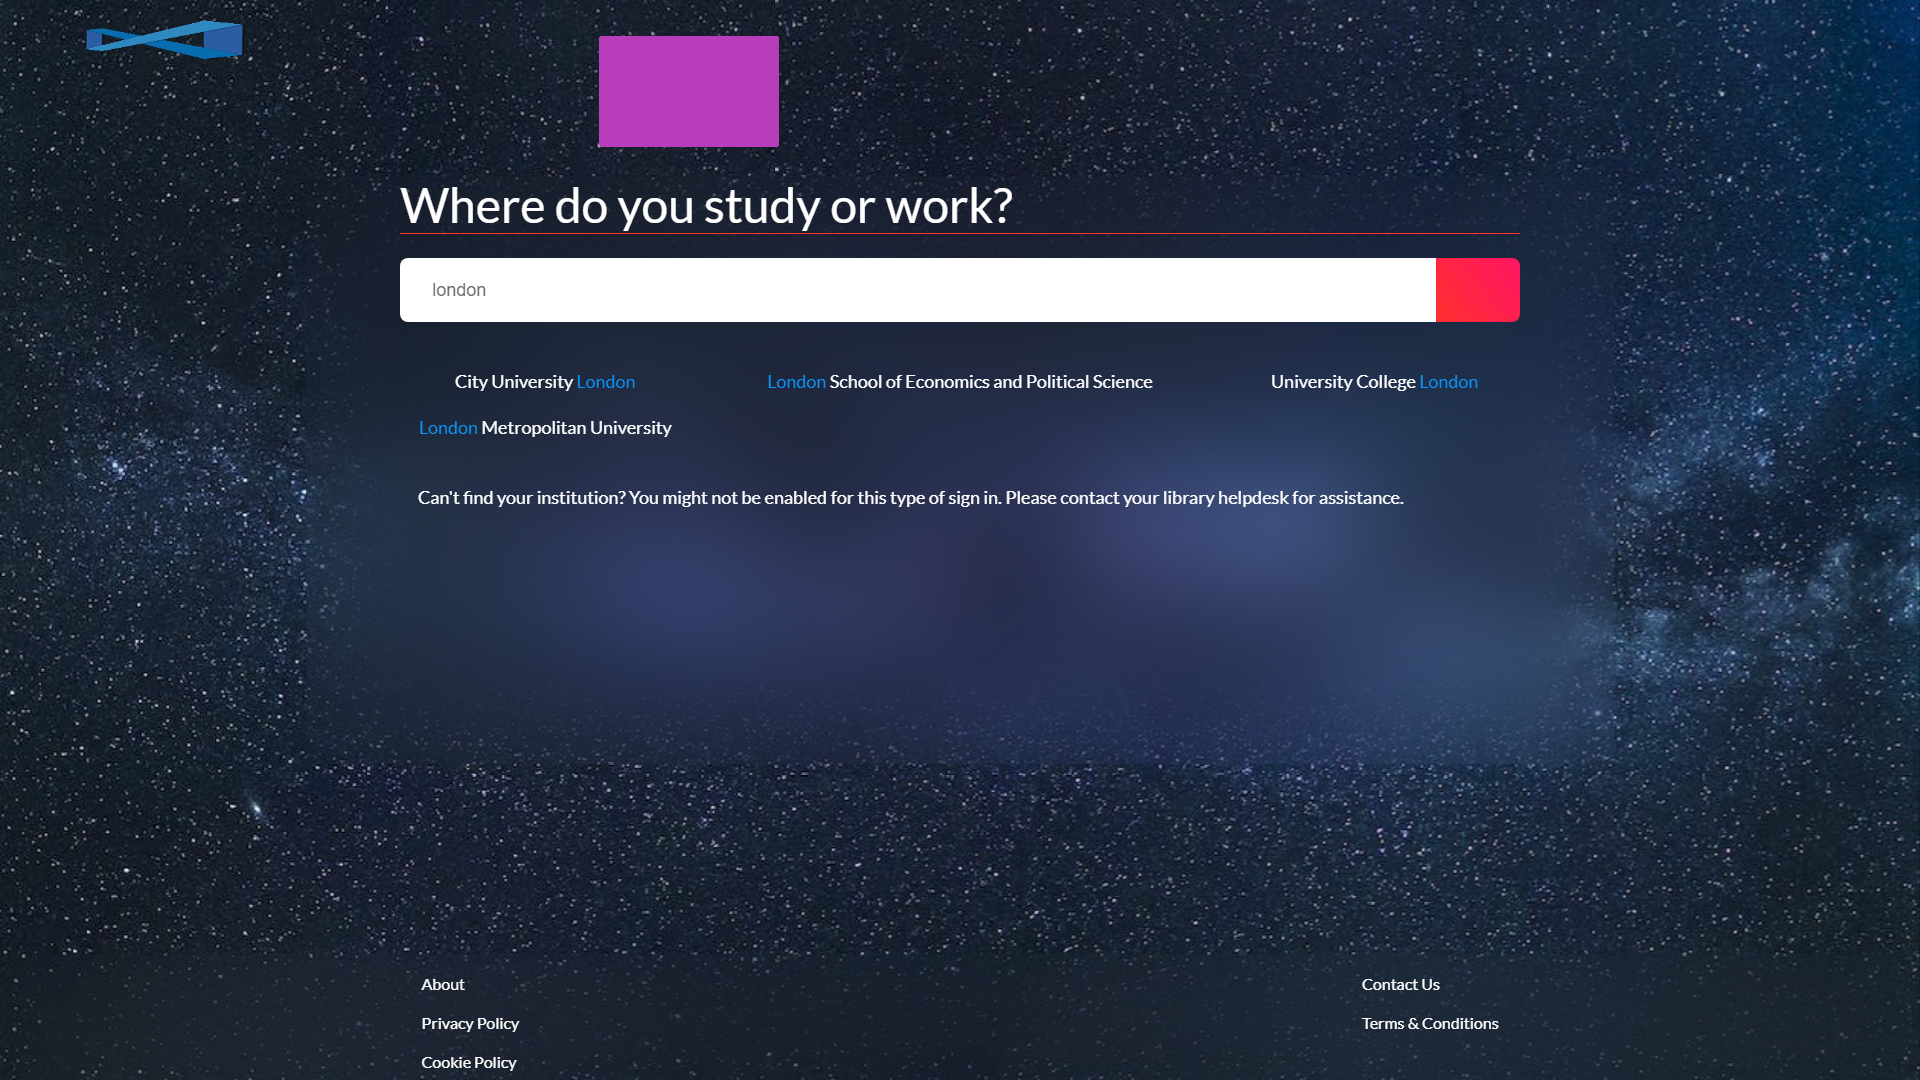 Where do you study or work?
london
City University London
London School of Economics and Political Science
University College London
London Metropolitan University
Can't find your institution? You might not be enabled for this type of sign in. Please contact your library helpdesk for assistance.
About
Contact Us
Privacy Policy
Terms & Conditions
Cookie Policy